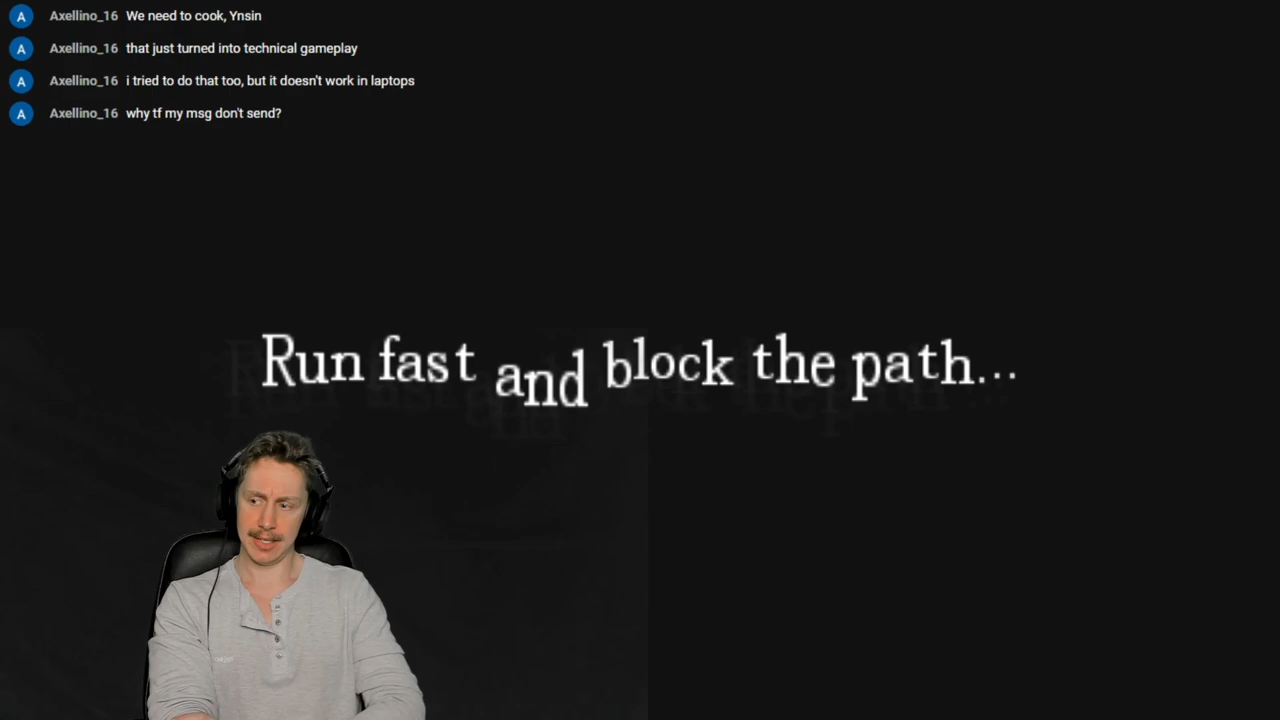 A Axellino_16 We need to cook, Ynsin
A Axellino_16 that just turned into technical gameplay
A Axellino_16 i tried to do that too, but it doesn't work in laptops
A Axellino_16 why tf my msg don't send?
Run fast and block the path...